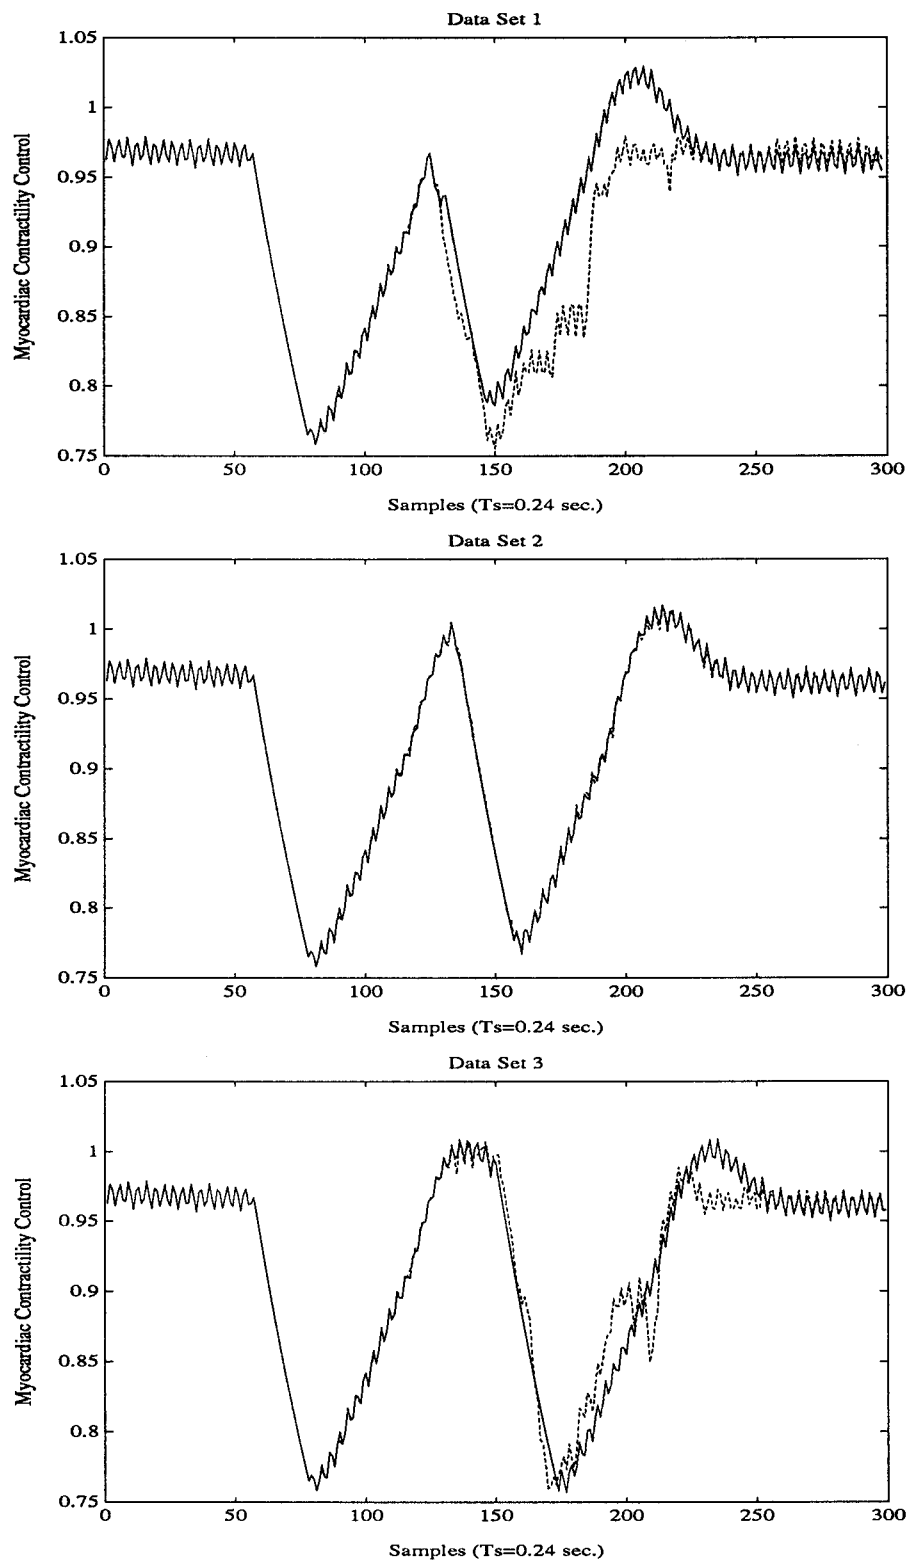 Data Set 1
1.05
1
0.95
0.9
0.85
0.8
0.75
Myocardiac Contractility Control
0 50 100 150 200 250 300
Samples (Ts=0.24 sec.)
Data Set 2
1.05
1
0.95
0.9
0.85
0.8
0.75
Myocardiac Contractility Control
0 50 100 150 200 250 300
Samples (Ts=0.24 sec.)
Data Set 3
1.05
1
0.95
0.9
0.85
0.8
0.75
Myocardiac Contractility Control
0 50 100 150 200 250 300
Samples (Ts=0.24 sec.)